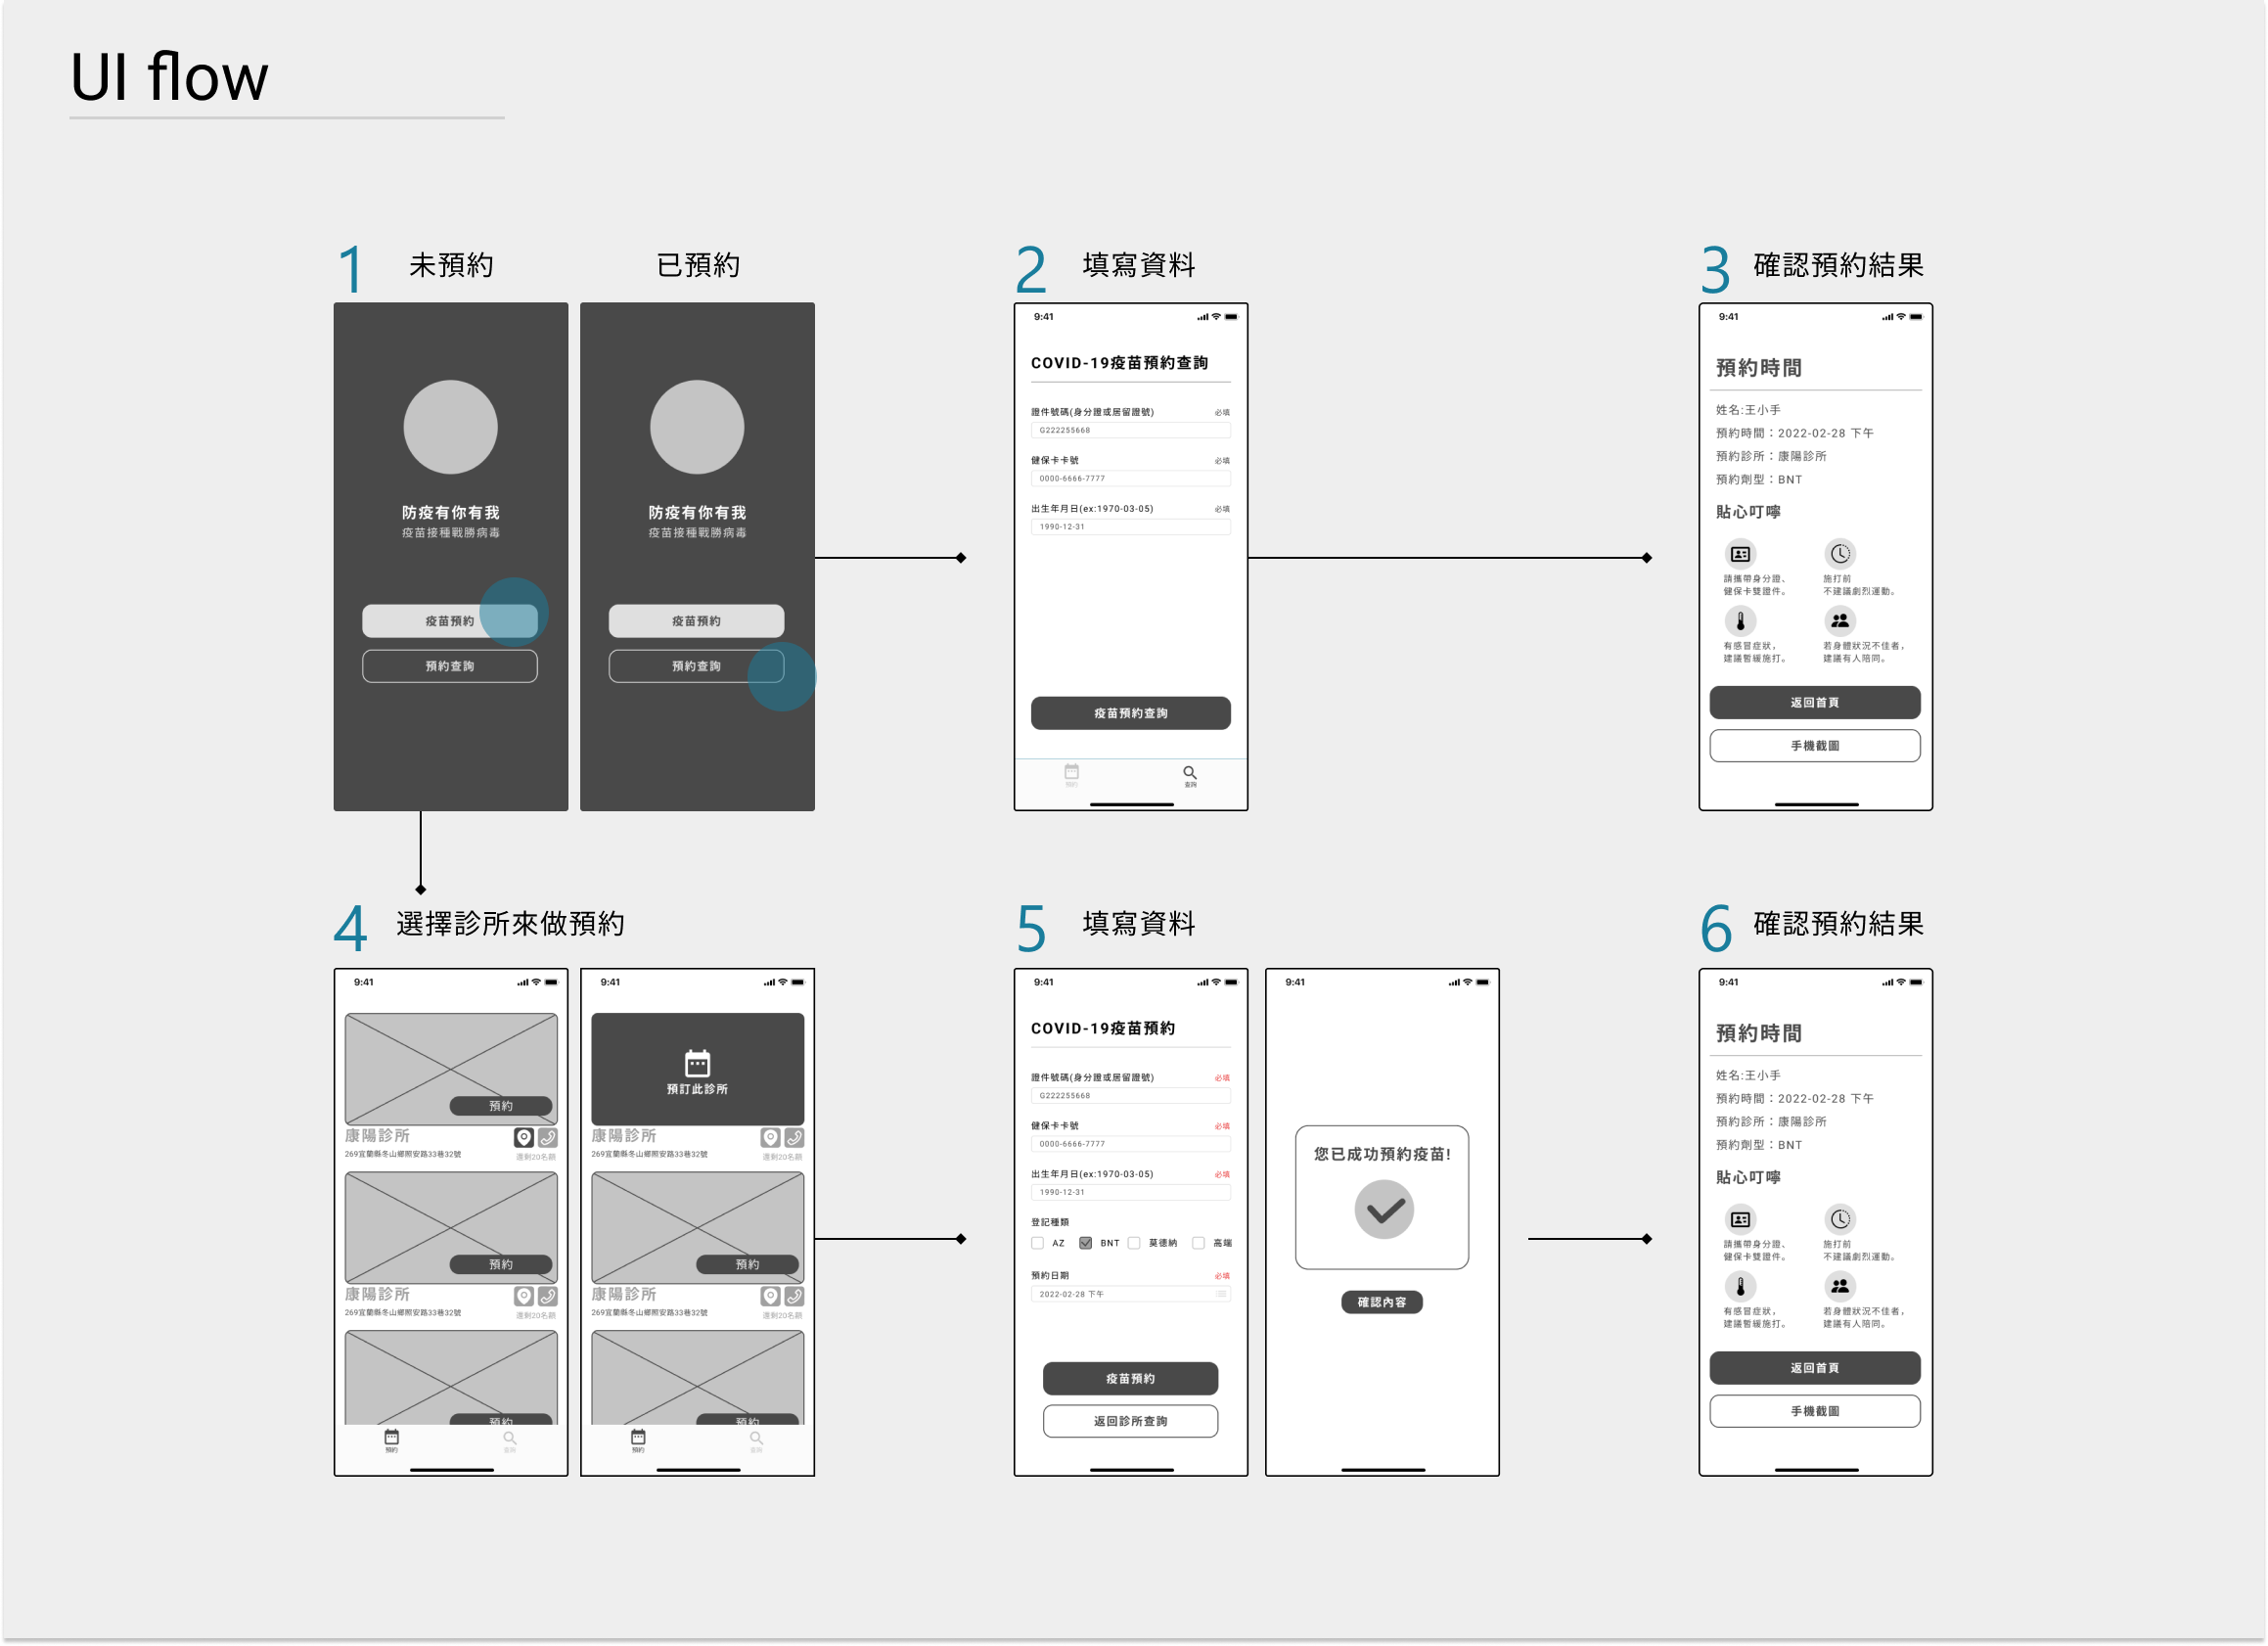 UI flow
1
未預約
已預約
防疫有你有我
疫苗接種戰勝病毒
疫苗預約
預約查詢
防疫有你有我
疫苗接種戰勝病毒
疫苗預約
預約查詢
2
填寫資料
9:41
COVID-19疫苗預約查詢
證件號碼(身分證或居留證號) 必填
G222255668
健保卡卡號 必填
0000-6666-7777
出生年月日(ex:1970-03-05) 必填
1990-12-31
疫苗預約查詢
預約 查詢
3
確認預約結果
9:41
預約時間
姓名:王小手
預約時間：2022-02-28 下午
預約診所：康陽診所
預約劑型：BNT
貼心叮嚀
請攜帶身分證、
健保卡雙證件。
施打前
不建議劇烈運動。
有感冒症狀，
建議暫緩施打。
若身體狀況不佳者，
建議有人陪同。
返回首頁
手機截圖
4
選擇診所來做預約
9:41
預約
康陽診所
269宜蘭縣冬山鄉照安路33巷32號
還剩20名額
預約
康陽診所
269宜蘭縣冬山鄉照安路33巷32號
還剩20名額
預約
預約 查詢
9:41
預訂此診所
康陽診所
269宜蘭縣冬山鄉照安路33巷32號
還剩20名額
預約
康陽診所
269宜蘭縣冬山鄉照安路33巷32號
還剩20名額
預約
預約 查詢
5
填寫資料
9:41
COVID-19疫苗預約
證件號碼(身分證或居留證號) 必填
G222255668
健保卡卡號 必填
0000-6666-7777
出生年月日(ex:1970-03-05) 必填
1990-12-31
登記種類
AZ BNT 莫德納 高端
預約日期 必填
2022-02-28 下午
疫苗預約
返回診所查詢
9:41
您已成功預約疫苗!
確認內容
6
確認預約結果
9:41
預約時間
姓名:王小手
預約時間：2022-02-28 下午
預約診所：康陽診所
預約劑型：BNT
貼心叮嚀
請攜帶身分證、
健保卡雙證件。
施打前
不建議劇烈運動。
有感冒症狀，
建議暫緩施打。
若身體狀況不佳者，
建議有人陪同。
返回首頁
手機截圖